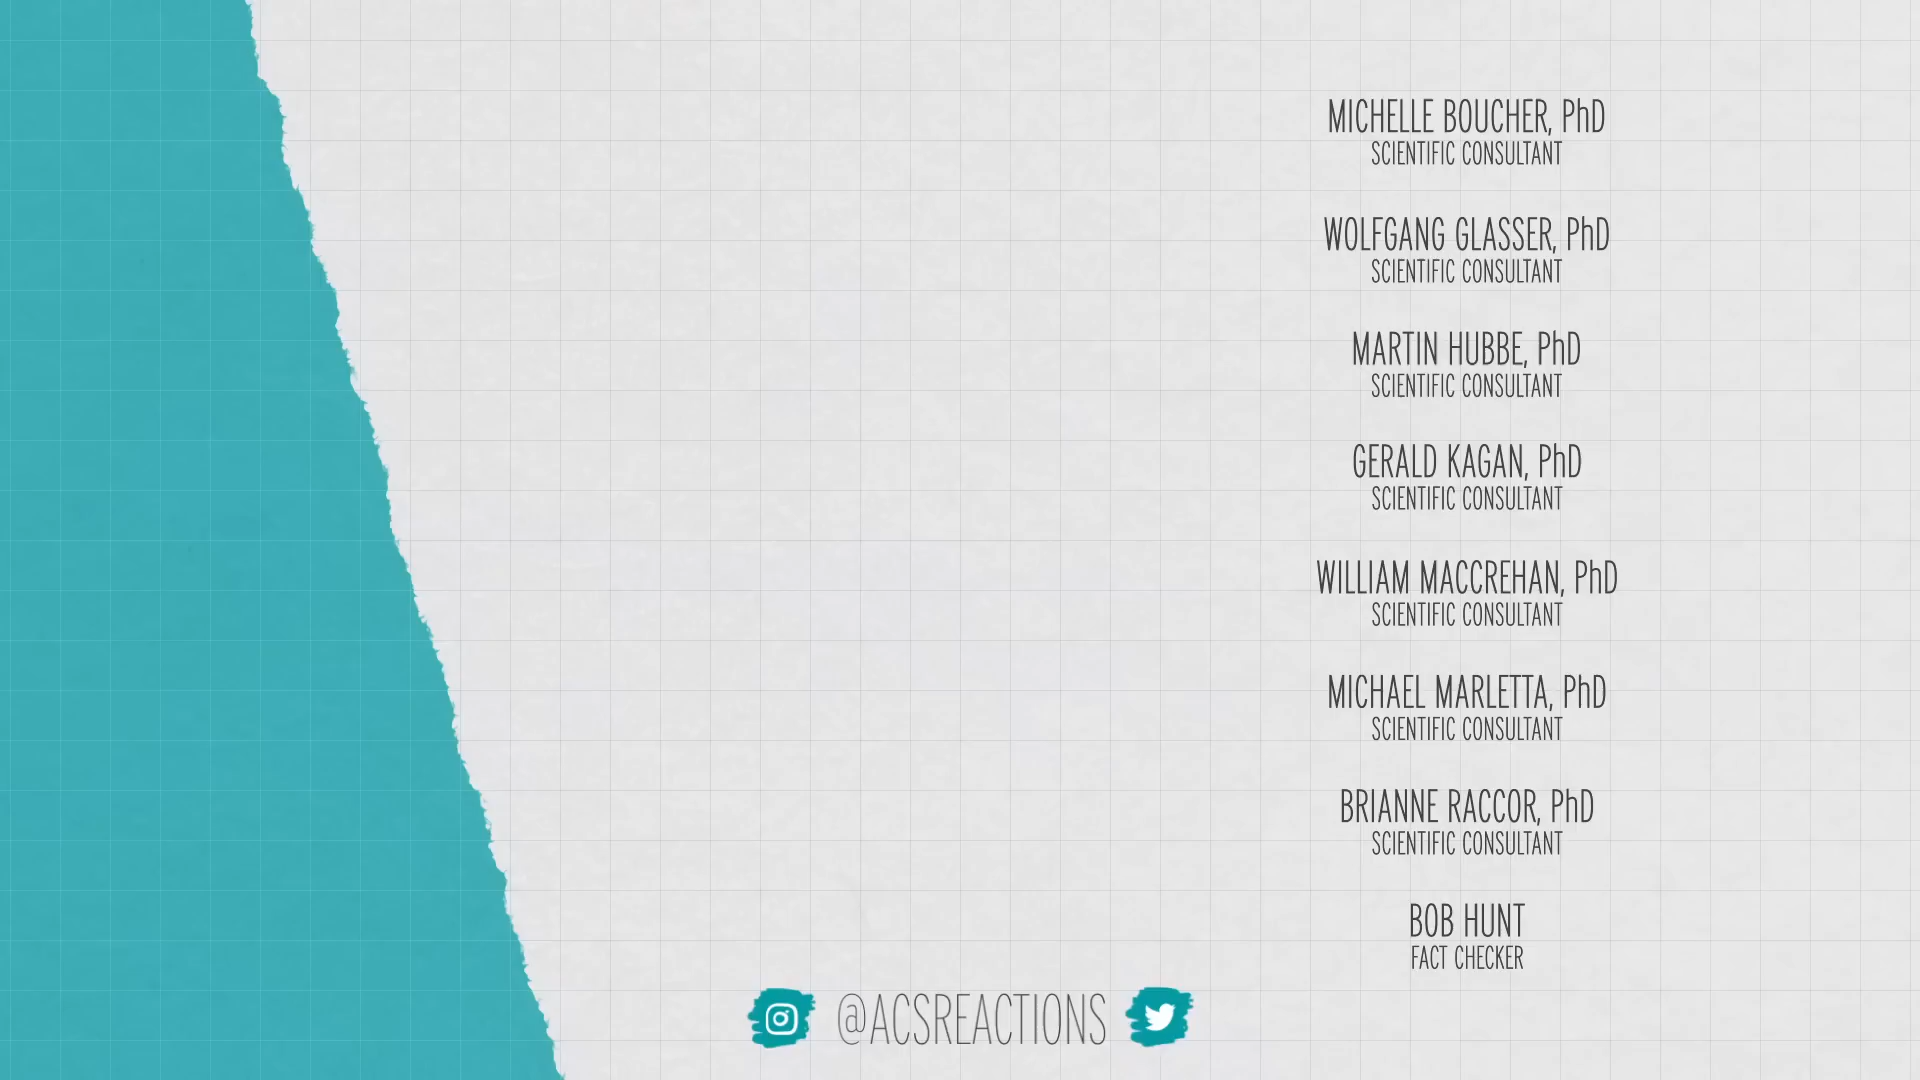 MICHELLE BOUCHER, PhD
SCIENTIFIC CONSULTANT
WOLFGANG GLASSER, PhD
SCIENTIFIC CONSULTANT
MARTIN HUBBE, PhD
SCIENTIFIC CONSULTANT
GERALD KAGAN, PhD
SCIENTIFIC CONSULTANT
WILLIAM MACCREHAN, PhD
SCIENTIFIC CONSULTANT
MICHAEL MARLETTA, PhD
SCIENTIFIC CONSULTANT
BRIANNE RACCOR, PhD
SCIENTIFIC CONSULTANT
BOB HUNT
FACT CHECKER
@ACSREACTIONS